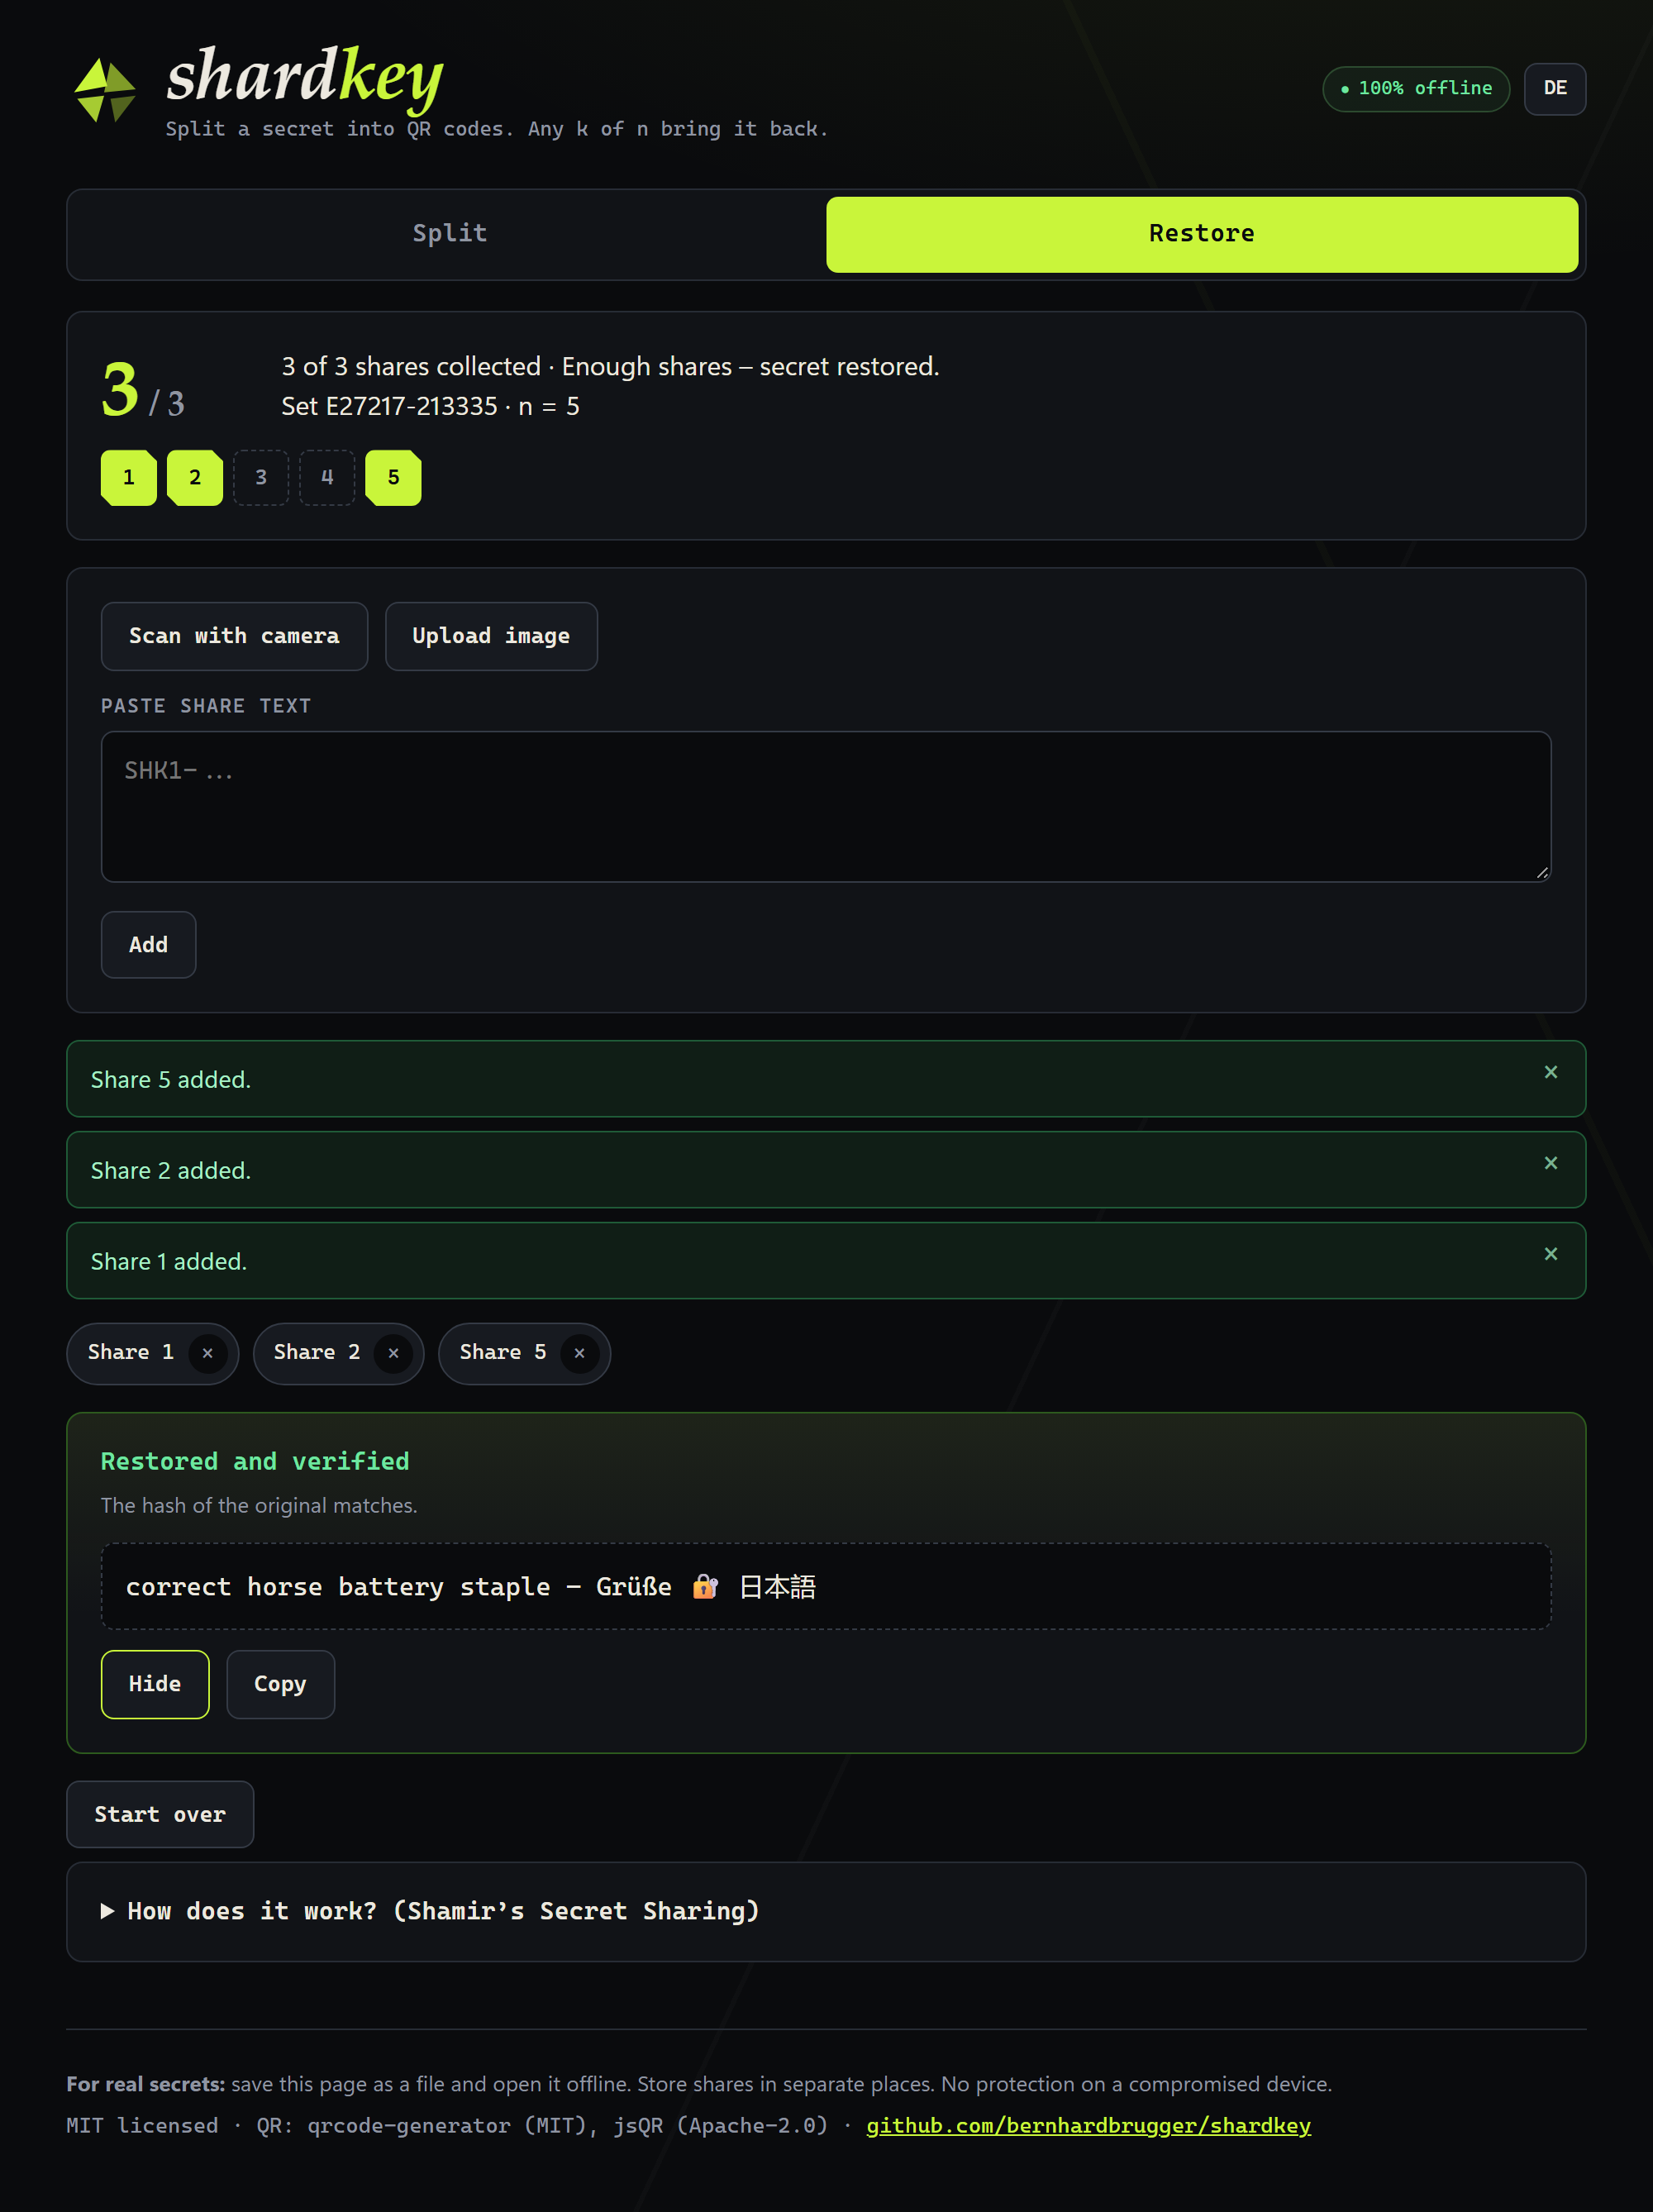 shardkey
Split a secret into QR codes. Any k of n bring it back.
● 100% offline
DE
Split
Restore
3 / 3
3 of 3 shares collected · Enough shares – secret restored.
Set E27217-213335 · n = 5
1 2 3 4 5
Scan with camera
Upload image
PASTE SHARE TEXT
SHK1-...
Add
Share 5 added. ×
Share 2 added. ×
Share 1 added. ×
Share 1 × Share 2 × Share 5 ×
Restored and verified
The hash of the original matches.
correct horse battery staple – Grüße 🔐 日本語
Hide
Copy
Start over
▶ How does it work? (Shamir’s Secret Sharing)
For real secrets: save this page as a file and open it offline. Store shares in separate places. No protection on a compromised device.
MIT licensed · QR: qrcode-generator (MIT), jsQR (Apache-2.0) · github.com/bernhardbrugger/shardkey